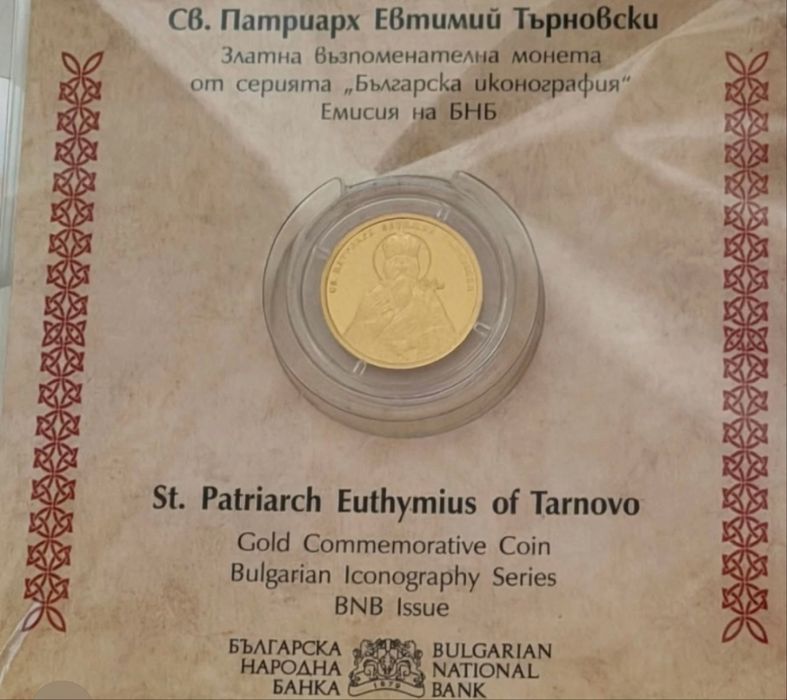 Св. Патриарх Евтимий Търновски
Златна възпоменателна монета
от серията „Българска иконография“
Емисия на БНБ
St. Patriarch Euthymius of Tarnovo
Gold Commemorative Coin
Bulgarian Iconography Series
BNB Issue
БЪЛГАРСКА
НАРОДНА
БАНКА
1879
BULGARIAN
NATIONAL
BANK